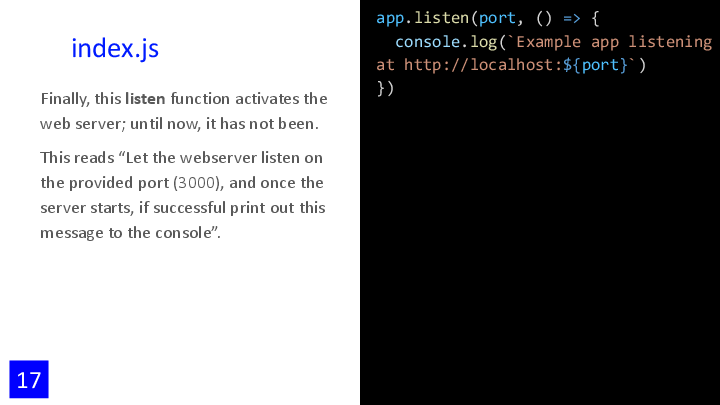 index.js
Finally, this listen function activates the
web server; until now, it has not been.
This reads “Let the webserver listen on
the provided port (3000), and once the
server starts, if successful print out this
message to the console”.
17
app.listen(port, () => {
  console.log(`Example app listening
at http://localhost:${port}`)
})